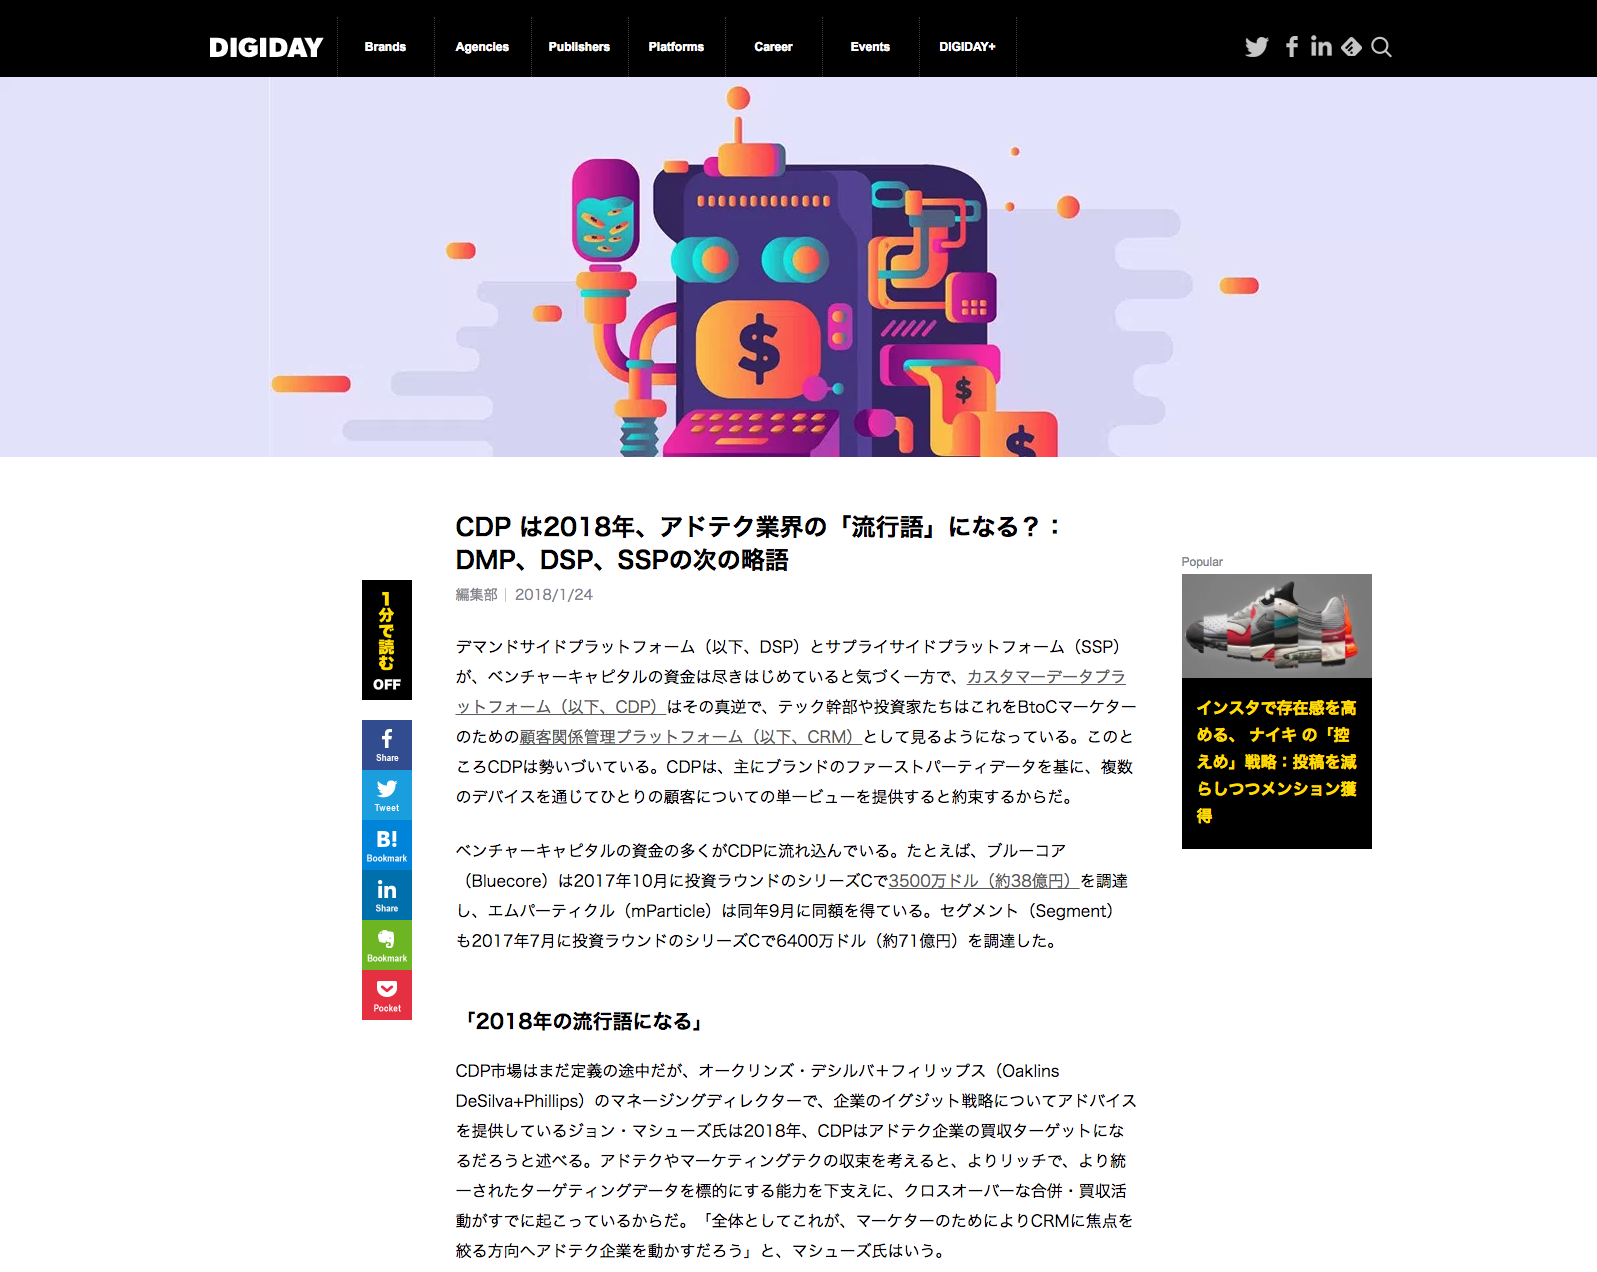 DIGIDAY
Brands
Agencies
Publishers
Platforms
Career
Events
DIGIDAY+
$
$
$
CDP は2018年、アドテク業界の「流行語」になる？：
DMP、DSP、SSPの次の略語
編集部
2018/1/24
1分で読む
OFF
Share
Tweet
B!
Bookmark
in
Share
Bookmark
Pocket
デマンドサイドプラットフォーム（以下、DSP）とサプライサイドプラットフォーム（SSP）
が、ベンチャーキャピタルの資金は尽きはじめていると気づく一方で、カスタマーデータプラ
ットフォーム（以下、CDP）はその真逆で、テック幹部や投資家たちはこれをBtoCマーケター
のための顧客関係管理プラットフォーム（以下、CRM）として見るようになっている。このと
ころCDPは勢いづいている。CDPは、主にブランドのファーストパーティデータを基に、複数
のデバイスを通じてひとりの顧客についての単一ビューを提供すると約束するからだ。
ベンチャーキャピタルの資金の多くがCDPに流れ込んでいる。たとえば、ブルーコア
（Bluecore）は2017年10月に投資ラウンドのシリーズCで3500万ドル（約38億円）を調達
し、エムパーティクル（mParticle）は同年9月に同額を得ている。セグメント（Segment）
も2017年7月に投資ラウンドのシリーズCで6400万ドル（約71億円）を調達した。
「2018年の流行語になる」
CDP市場はまだ定義の途中だが、オークリンズ・デシルバ＋フィリップス（Oaklins
DeSilva+Phillips）のマネージングディレクターで、企業のイグジット戦略についてアドバイス
を提供しているジョン・マシューズ氏は2018年、CDPはアドテク企業の買収ターゲットにな
るだろうと述べる。アドテクやマーケティングテクの収束を考えると、よりリッチで、より統
一されたターゲティングデータを標的にする能力を下支えに、クロスオーバーな合併・買収活
動がすでに起こっているからだ。「全体としてこれが、マーケターのためによりCRMに焦点を
絞る方向へアドテク企業を動かすだろう」と、マシューズ氏はいう。
Popular
インスタで存在感を高
める、 ナイキ の「控
えめ」戦略：投稿を減
らしつつメンション獲
得